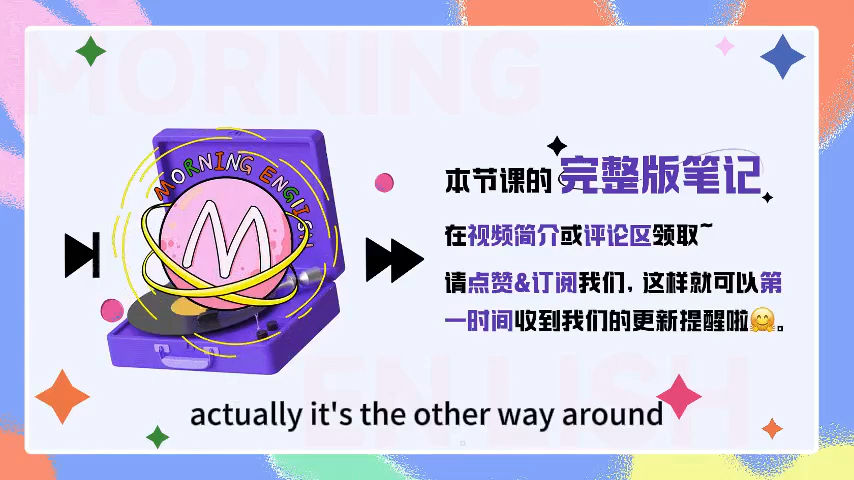 MORNING
MORNING ENGLISH
M
本节课的 完整版笔记
在视频简介或评论区领取~
请点赞&订阅我们, 这样就可以第
一时间收到我们的更新提醒啦🤗。
EN LISH
actually it's the other way around